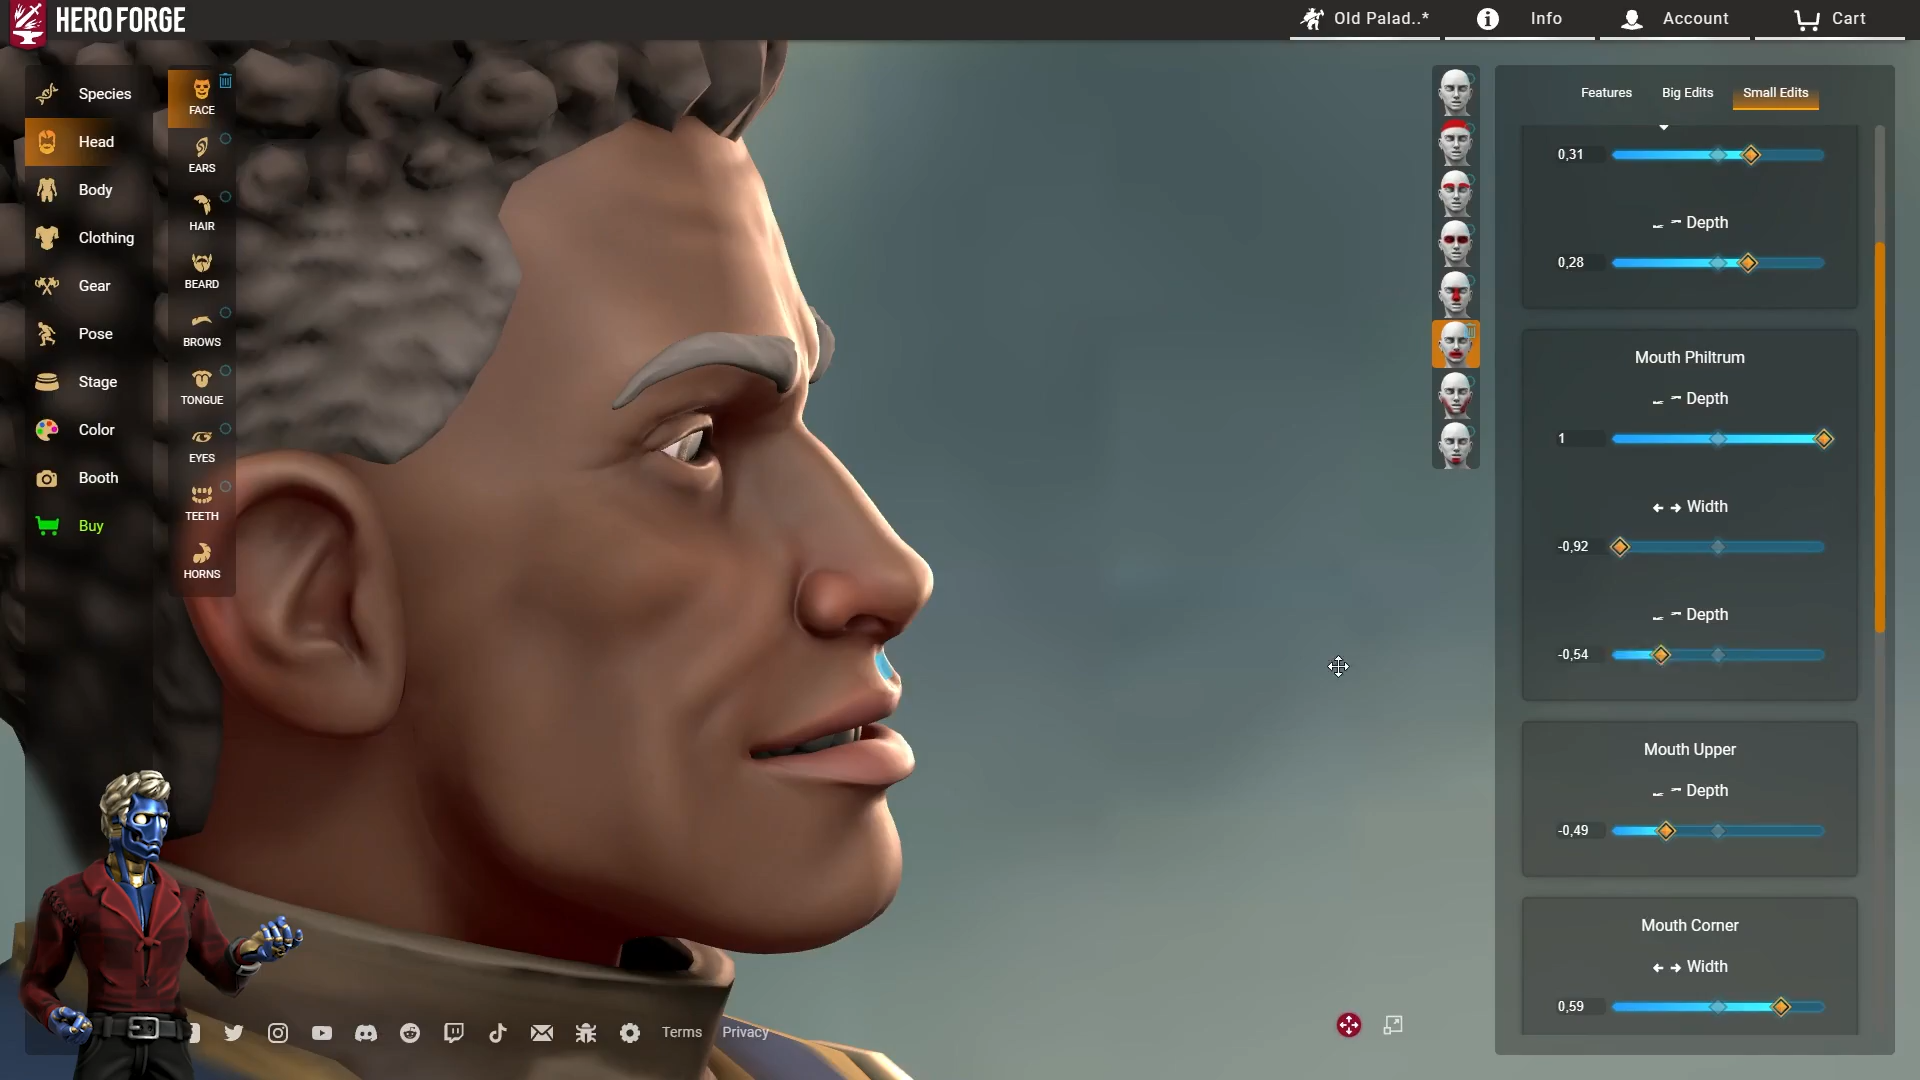 HERO FORGE
Old Palad..*
Info
Account
Cart
Species
Head
Body
Clothing
Gear
Pose
Stage
Color
Booth
Buy
FACE
EARS
HAIR
BEARD
BROWS
TONGUE
EYES
TEETH
HORNS
Features
Big Edits
Small Edits
0,31
Depth
0,28
Mouth Philtrum
Depth
1
Width
-0,92
Depth
-0,54
Mouth Upper
Depth
-0,49
Mouth Corner
Width
0,59
Terms
Privacy